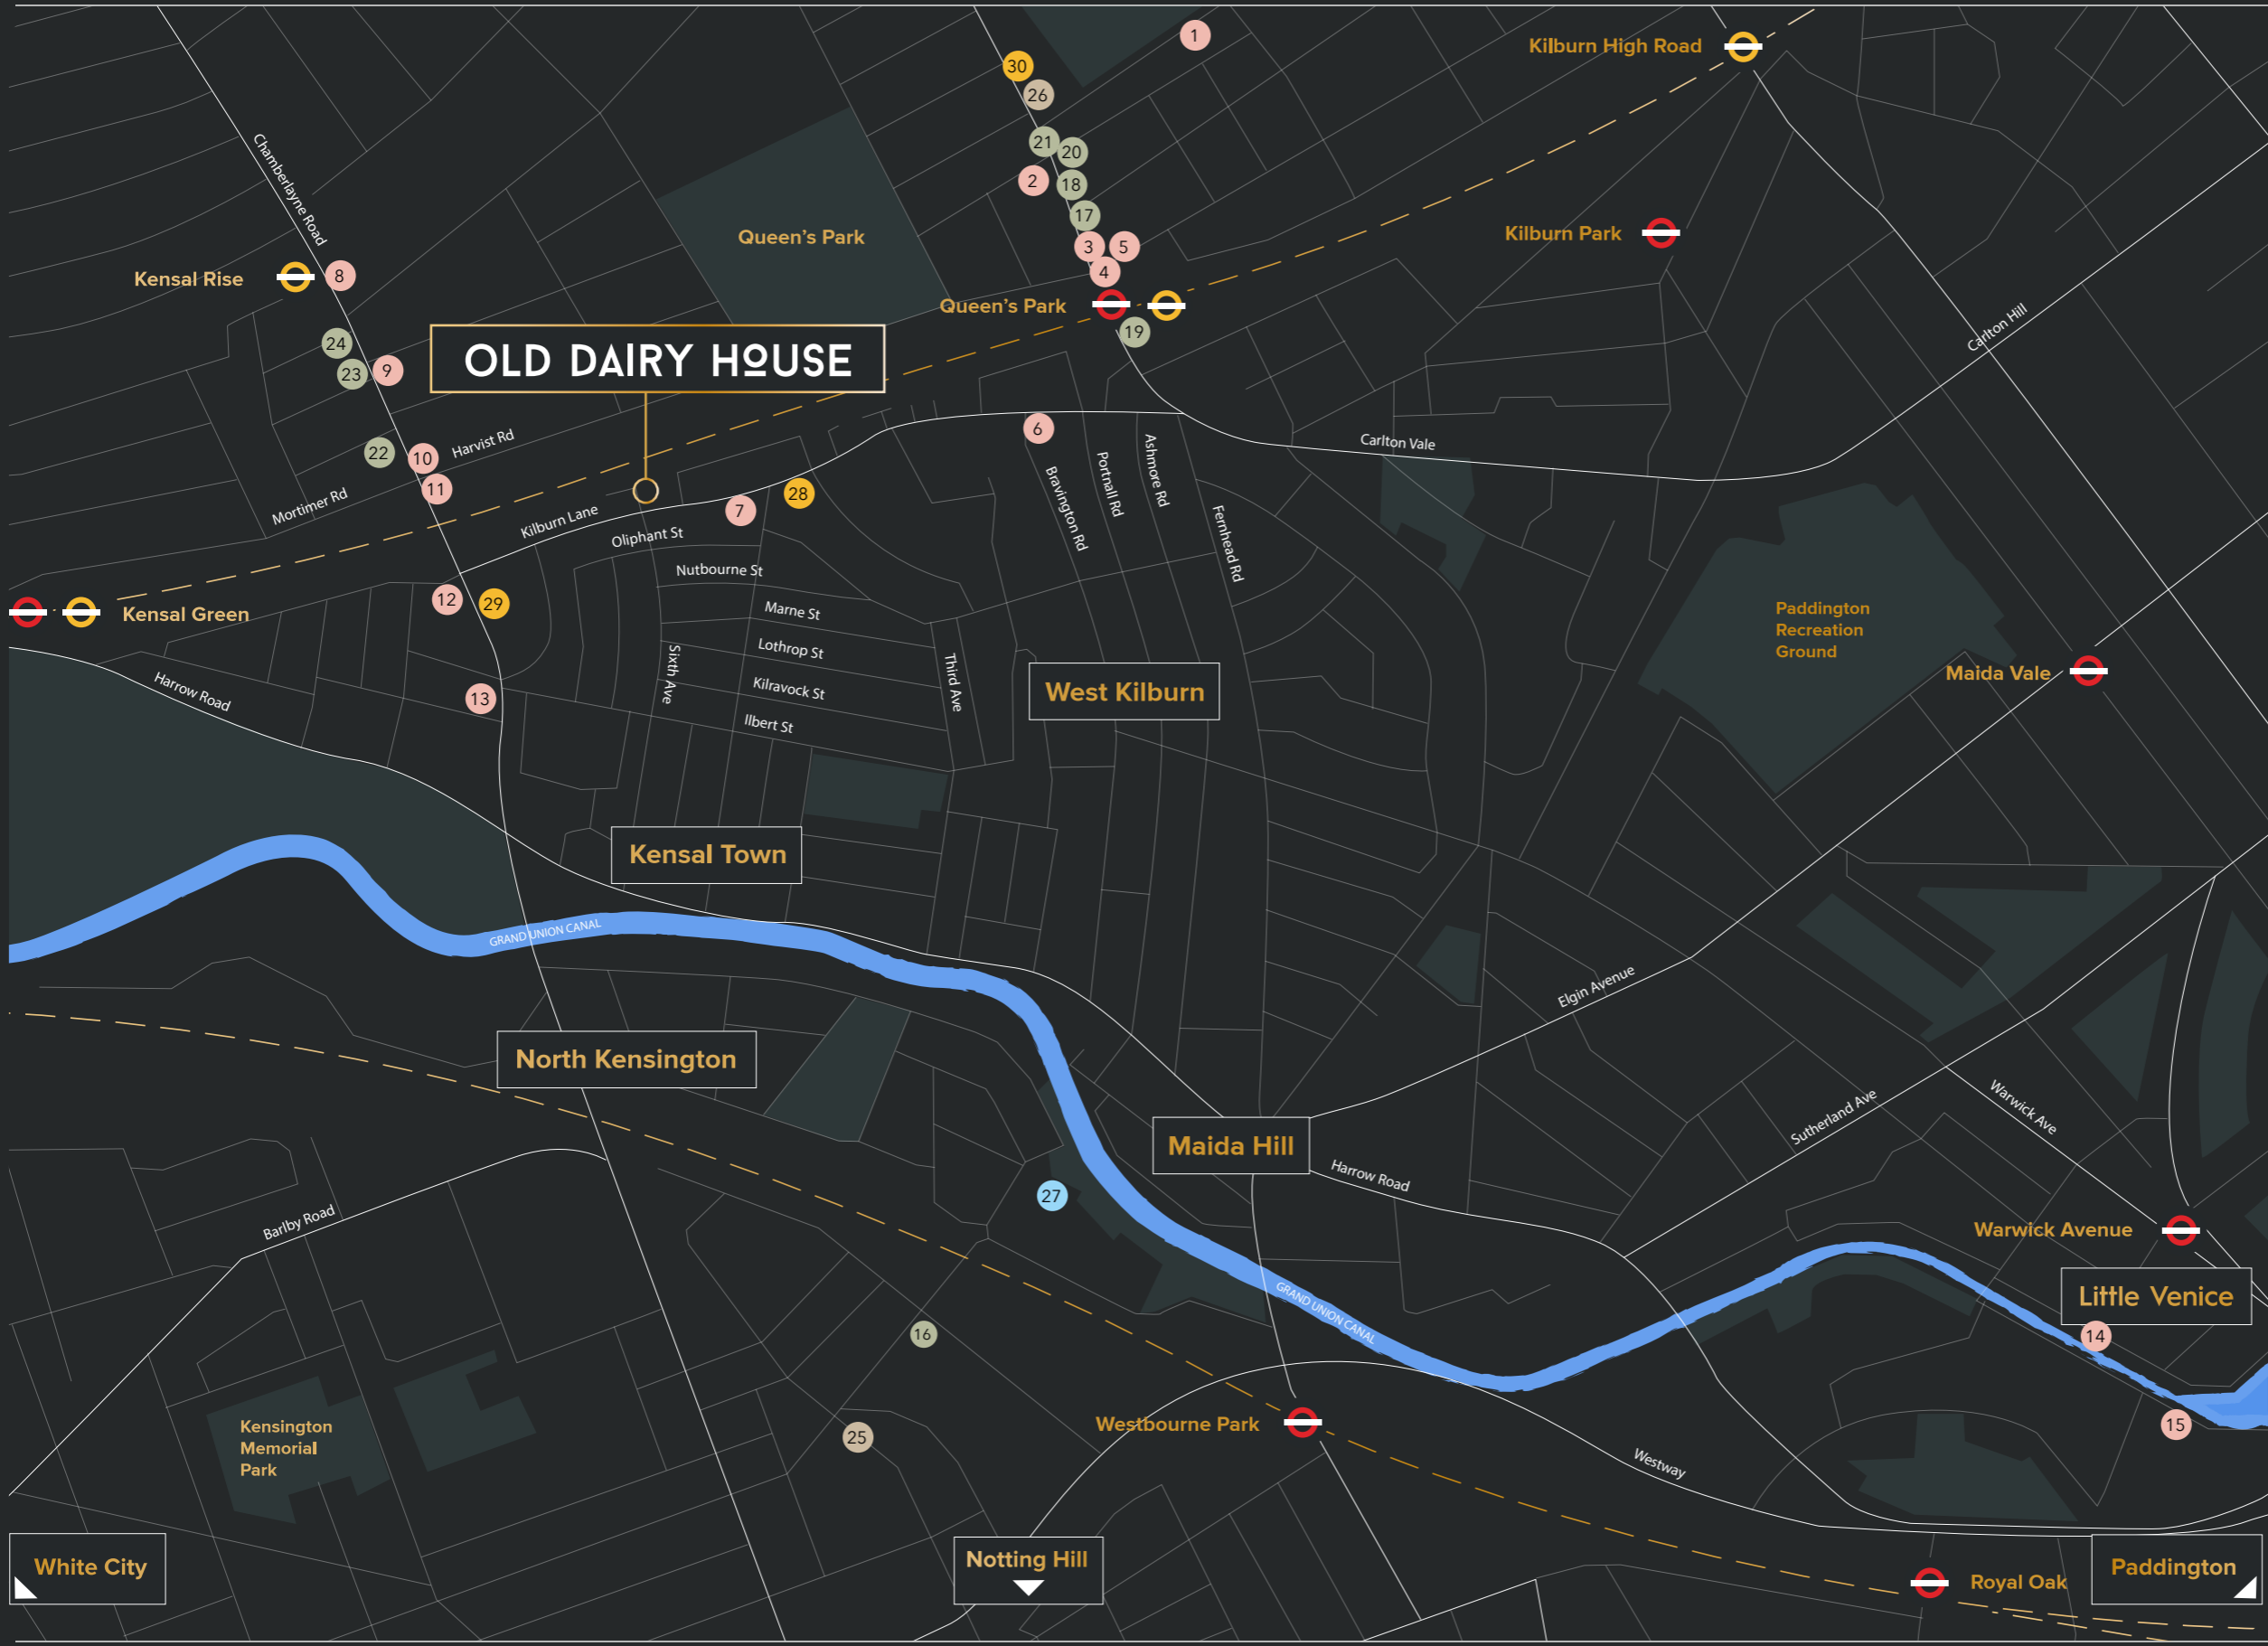 1
Kilburn High Road
30
26
Chamberlayne Road
21
20
2
18
17
Queen's Park
3
5
Kilburn Park
4
Kensal Rise
8
Queen's Park
19
Carlton Hill
24
23
9
OLD DAIRY HOUSE
6
Carlton Vale
22
10
Harvist Rd
11
Mortimer Rd
Kilburn Lane
7
28
Bravington Rd
Portnall Rd
Ashmore Rd
Fernhead Rd
Oliphant St
Nutbourne St
12
29
Kensal Green
Marne St
Paddington
Recreation
Ground
Lothrop St
Sixth Ave
Third Ave
Maida Vale
Harrow Road
13
Kilravock St
West Kilburn
Ilbert St
Kensal Town
GRAND UNION CANAL
Elgin Avenue
North Kensington
Sutherland Ave
Warwick Ave
Maida Hill
Harrow Road
27
Barlby Road
Warwick Avenue
GRAND UNION CANAL
Little Venice
16
14
Kensington
Memorial
Park
25
Westbourne Park
15
Westway
White City
Notting Hill
Royal Oak
Paddington